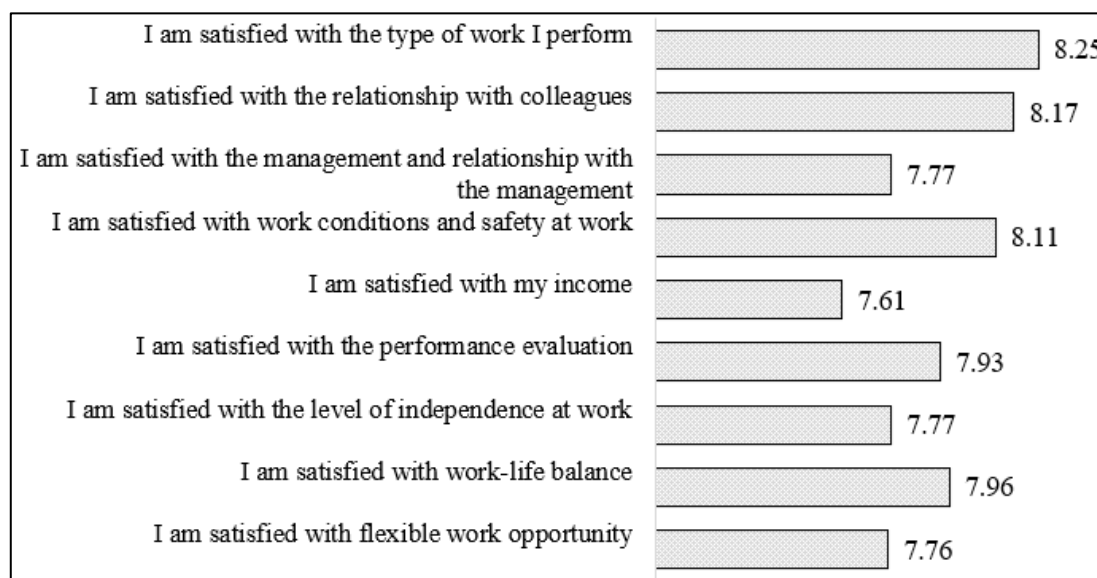 I am satisfied with the type of work I perform
8.25
I am satisfied with the relationship with colleagues
8.17
I am satisfied with the management and relationship with
the management
7.77
I am satisfied with work conditions and safety at work
8.11
I am satisfied with my income
7.61
I am satisfied with the performance evaluation
7.93
I am satisfied with the level of independence at work
7.77
I am satisfied with work-life balance
7.96
I am satisfied with flexible work opportunity
7.76